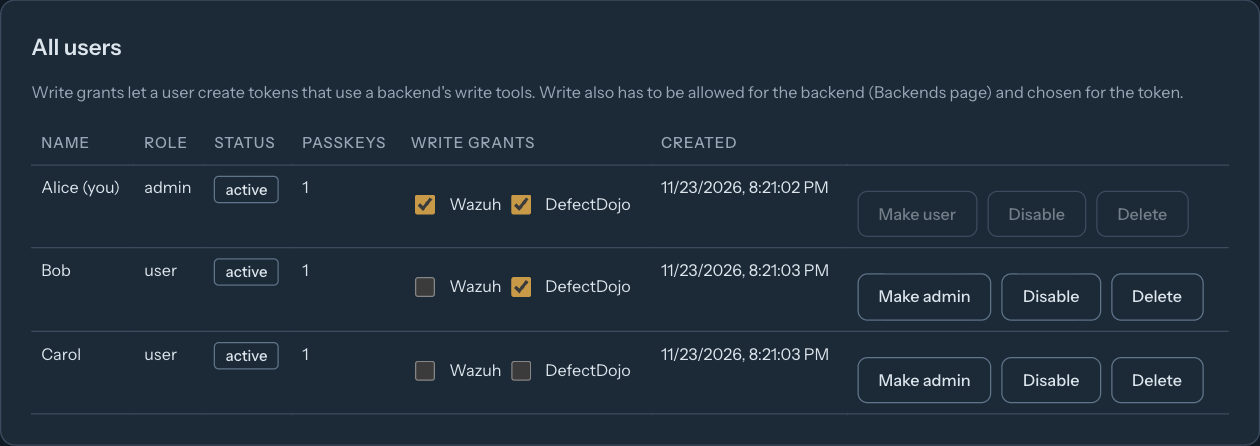 All users
Write grants let a user create tokens that use a backend's write tools. Write also has to be allowed for the backend (Backends page) and chosen for the token.
NAME ROLE STATUS PASSKEYS WRITE GRANTS CREATED
Alice (you) admin active 1 Wazuh DefectDojo 11/23/2026, 8:21:02 PM Make user Disable Delete
Bob user active 1 Wazuh DefectDojo 11/23/2026, 8:21:03 PM Make admin Disable Delete
Carol user active 1 Wazuh DefectDojo 11/23/2026, 8:21:03 PM Make admin Disable Delete